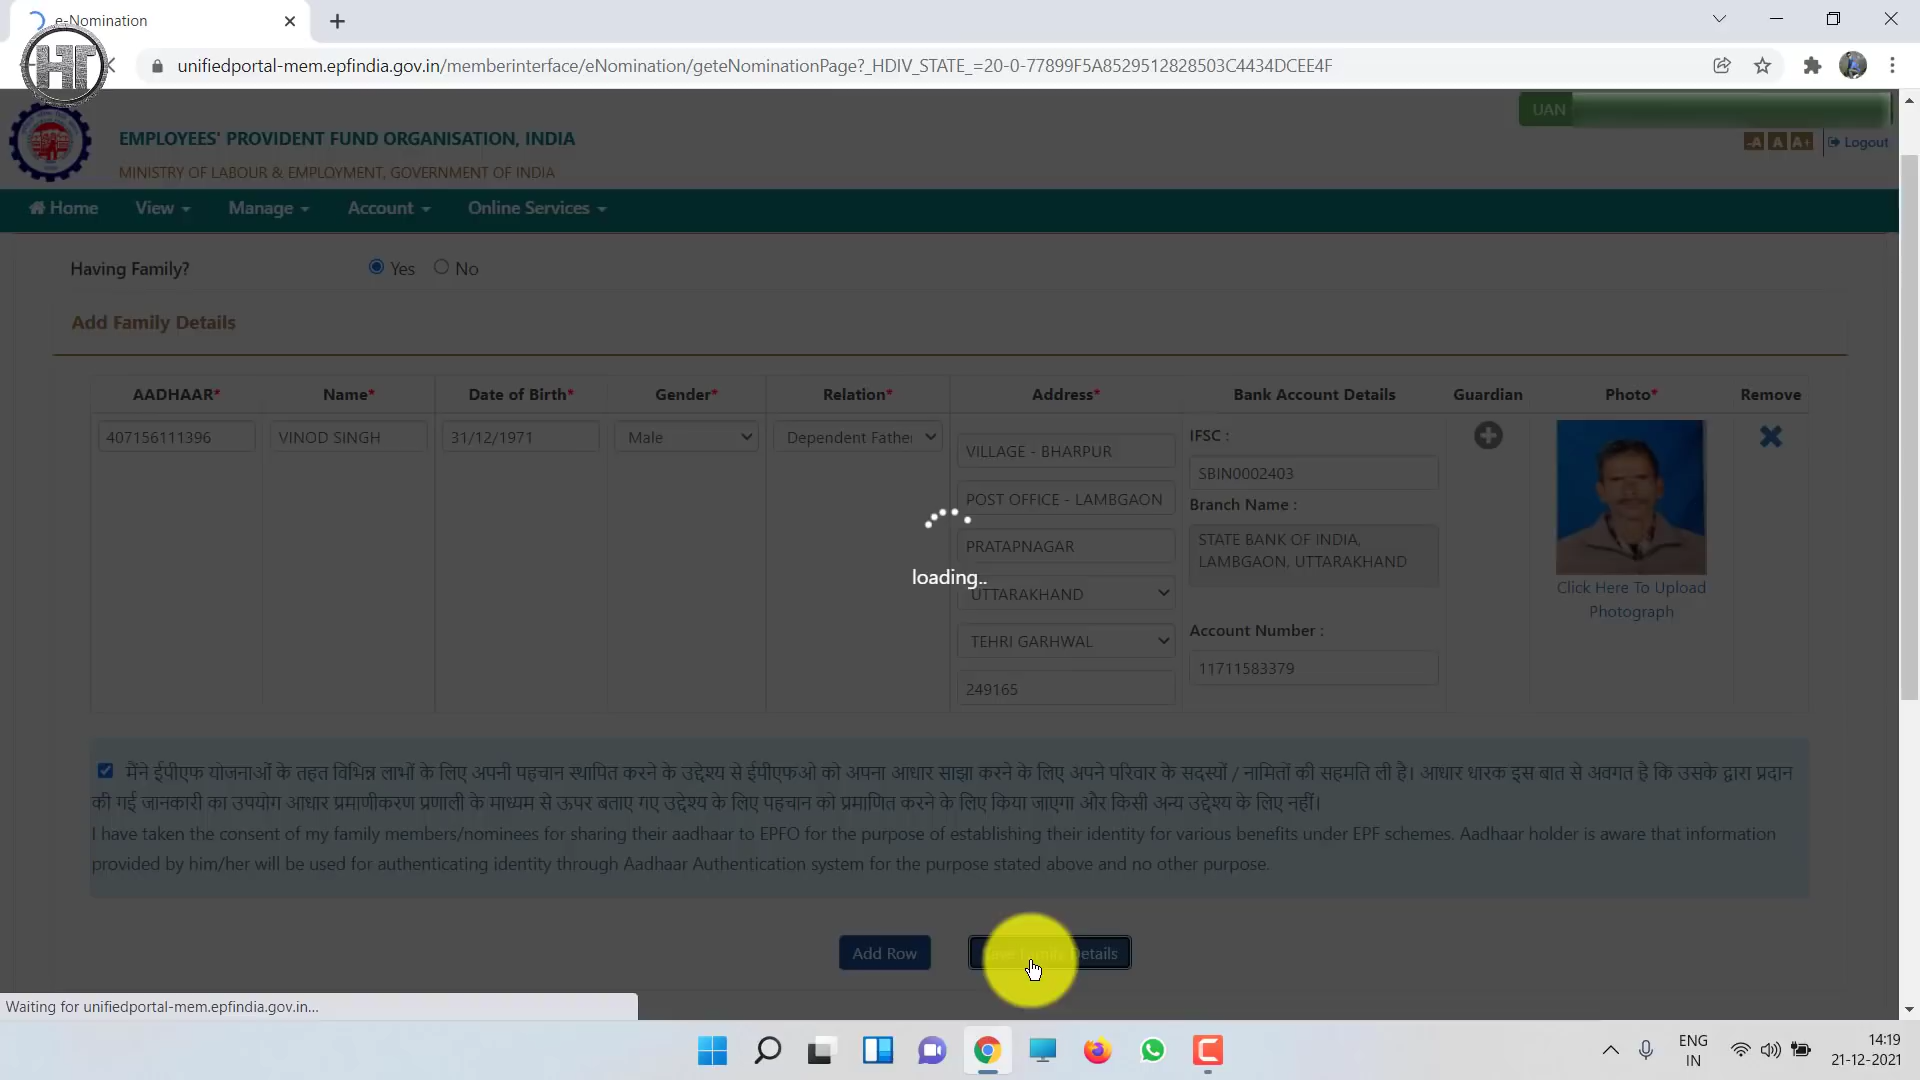 e-Nomination
HT
unifiedportal-mem.epfindia.gov.in/memberinterface/eNomination/geteNominationPage?_HDIV_STATE_=20-0-77899F5A8529512828503C4434DCEE4F
UAN
EMPLOYEES' PROVIDENT FUND ORGANISATION, INDIA
MINISTRY OF LABOUR & EMPLOYMENT, GOVERNMENT OF INDIA
-A A A+ Logout
Home View Manage Account Online Services
Having Family? Yes No
Add Family Details
AADHAAR* Name* Date of Birth* Gender* Relation* Address* Bank Account Details Guardian Photo* Remove
407156111396 VINOD SINGH 31/12/1971 Male Dependent Father
VILLAGE - BHARPUR
POST OFFICE - LAMBGAON
PRATAPNAGAR
UTTARAKHAND
TEHRI GARHWAL
249165
IFSC :
SBIN0002403
Branch Name :
STATE BANK OF INDIA,
LAMBGAON, UTTARAKHAND
Account Number :
11711583379
Click Here To Upload
Photograph
loading..
मैंने ईपीएफ योजनाओं के तहत विभिन्न लाभों के लिए अपनी पहचान स्थापित करने के उद्देश्य से ईपीएफओ को अपना आधार साझा करने के लिए अपने परिवार के सदस्यों / नामितों की सहमति ली है। आधार धारक इस बात से अवगत है कि उसके द्वारा प्रदान
की गई जानकारी का उपयोग आधार प्रमाणीकरण प्रणाली के माध्यम से ऊपर बताए गए उद्देश्य के लिए पहचान को प्रमाणित करने के लिए किया जाएगा और किसी अन्य उद्देश्य के लिए नहीं।
I have taken the consent of my family members/nominees for sharing their aadhaar to EPFO for the purpose of establishing their identity for various benefits under EPF schemes. Aadhaar holder is aware that information
provided by him/her will be used for authenticating identity through Aadhaar Authentication system for the purpose stated above and no other purpose.
Add Row Save Family Details
Waiting for unifiedportal-mem.epfindia.gov.in...
ENG
IN
14:19
21-12-2021